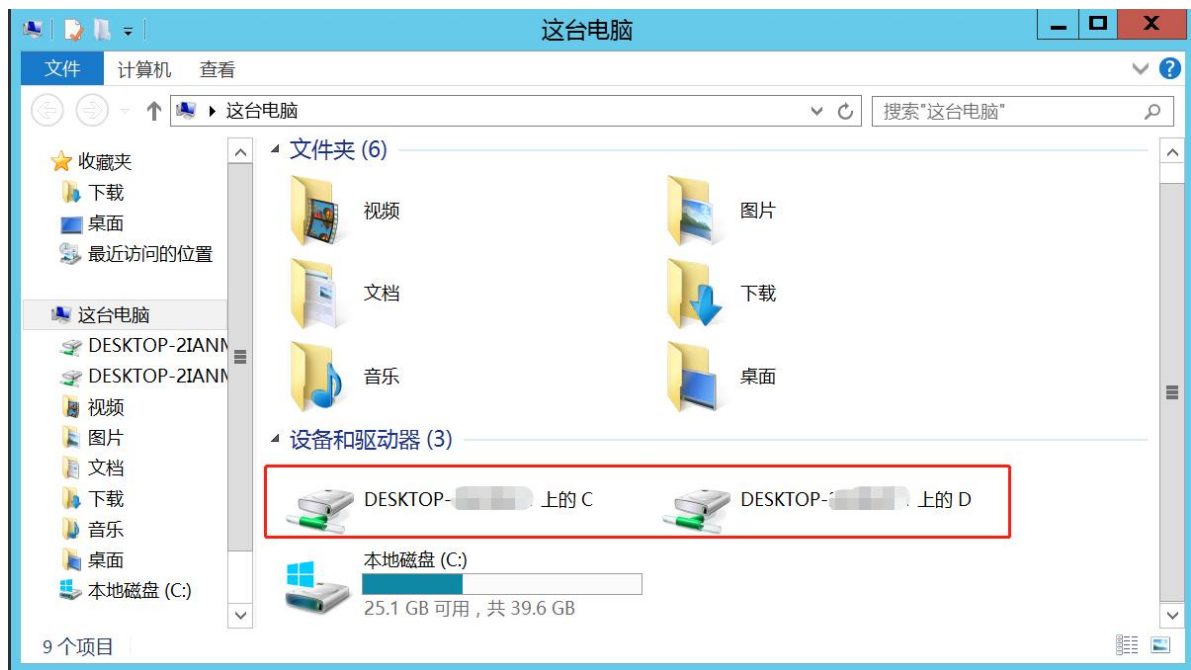 这台电脑
X
文件 计算机 查看
?
这台电脑 搜索"这台电脑"
收藏夹
下载
桌面
最近访问的位置
这台电脑
DESKTOP-2IANN
DESKTOP-2IANN
视频
图片
文档
下载
音乐
桌面
本地磁盘 (C:)
文件夹 (6)
视频 图片
文档 下载
音乐 桌面
设备和驱动器 (3)
DESKTOP- 上的 C DESKTOP- 上的 D
本地磁盘 (C:)
25.1 GB 可用，共 39.6 GB
9 个项目